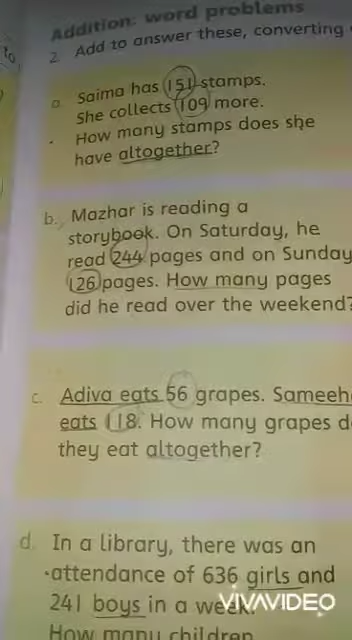 Addition: word problems
2. Add to answer these, converting
a. Saima has 151 stamps.
She collects 109 more.
How many stamps does she
have altogether?
b. Mazhar is reading a
storybook. On Saturday, he
read 244 pages and on Sunday
126 pages. How many pages
did he read over the weekend?
c. Adiva eats 56 grapes. Sameeh
eats 118. How many grapes d
they eat altogether?
d. In a library, there was an
attendance of 636 girls and
241 boys in a week.
How many children
VIVAVIDEO